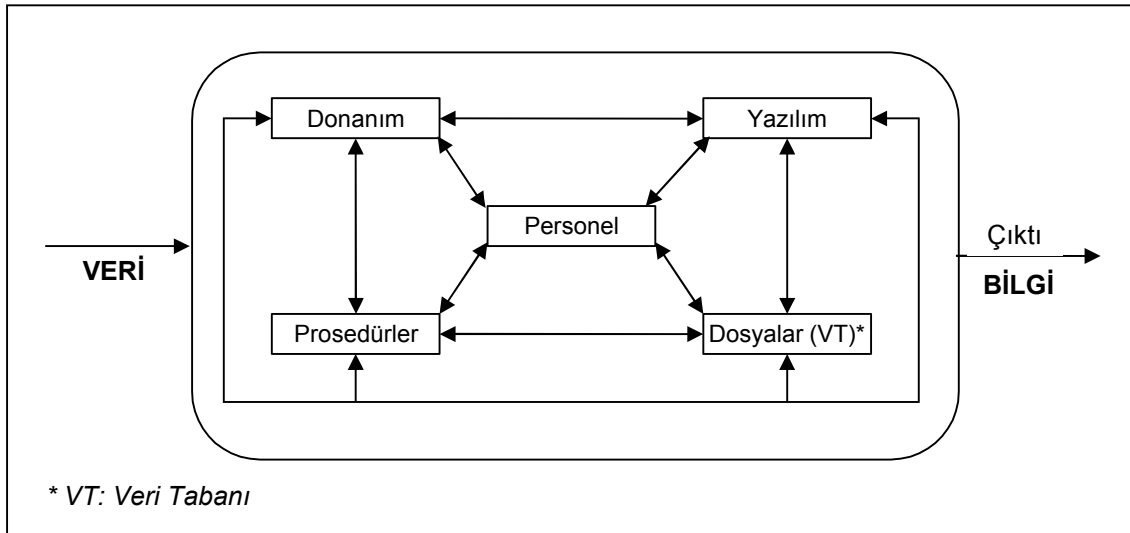 Donanım
Yazılım
Personel
VERİ
Çıktı
BİLGİ
Prosedürler
Dosyalar (VT)*
* VT: Veri Tabanı